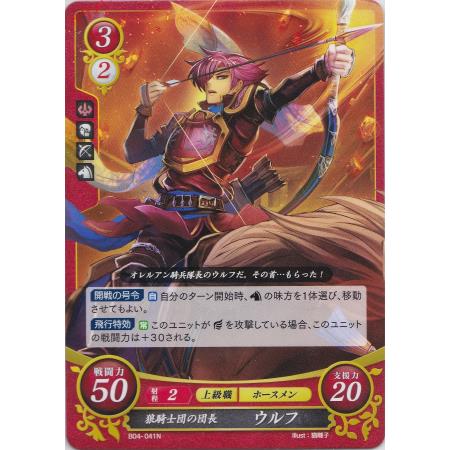 3
2
オレルアン騎兵隊長のウルフだ。その首…もらった！
開戦の号令 自 自分のターン開始時、の味方を1体選び、移動
させてもよい。
飛行特効 常 このユニットがを攻撃している場合、このユニット
の戦闘力は+30される。
戦闘力
50
射程 2 上級職 ホースメン
支援力
20
狼騎士団の団長 ウルフ
B04-041N
Illust：猫離子